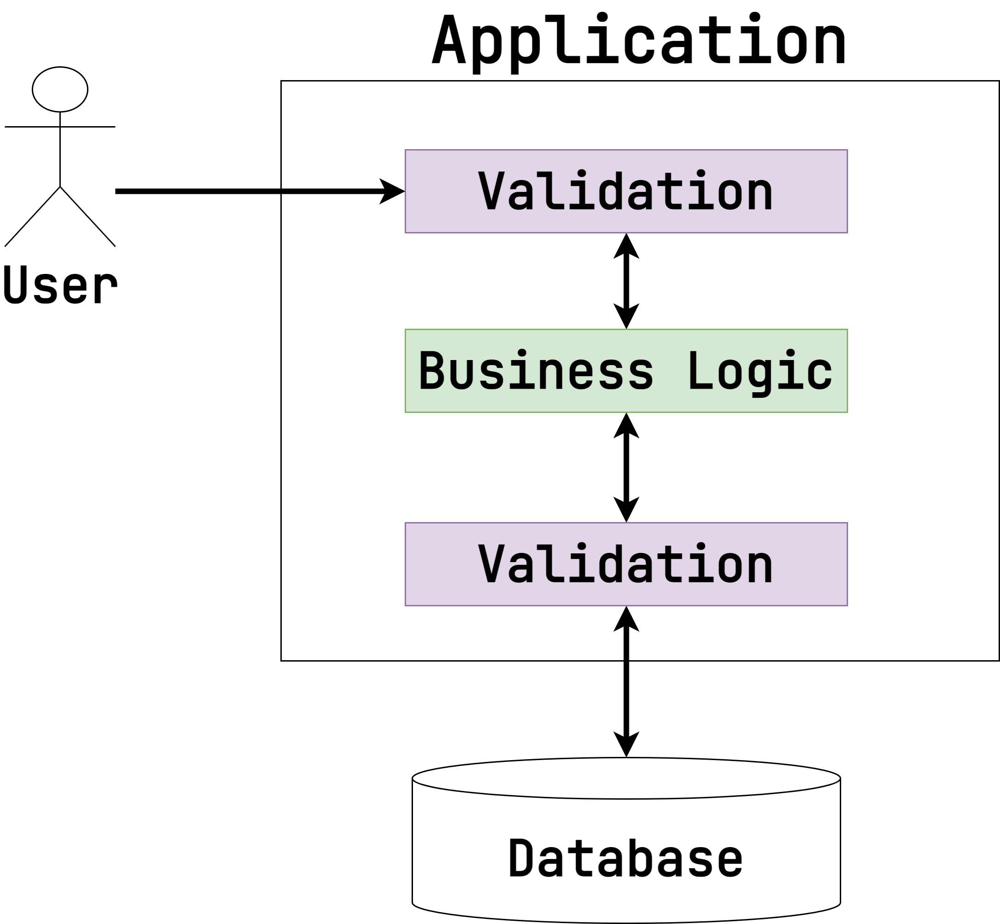 Application
Validation
User
Business Logic
Validation
Database